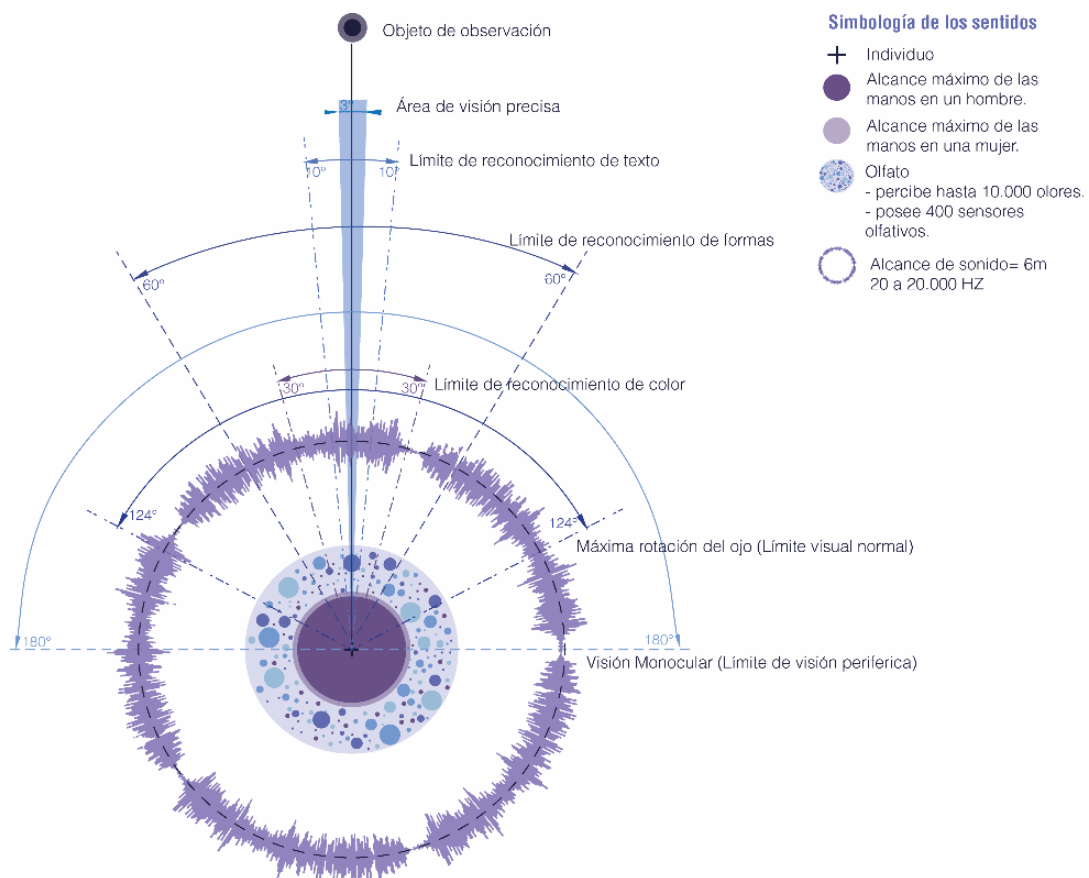 Objeto de observación
3°
Área de visión precisa
Límite de reconocimiento de texto
10° 10°
Límite de reconocimiento de formas
60° 60°
Límite de reconocimiento de color
30° 30°
124° 124°
Máxima rotación del ojo (Límite visual normal)
180° 180°
Visión Monocular (Limite de visión periferica)
Simbología de los sentidos
Individuo
Alcance máximo de las
manos en un hombre.
Alcance máximo de las
manos en una mujer.
Olfato
- percibe hasta 10.000 olores.
- posee 400 sensores
olfativos.
Alcance de sonido= 6m
20 a 20.000 HZ